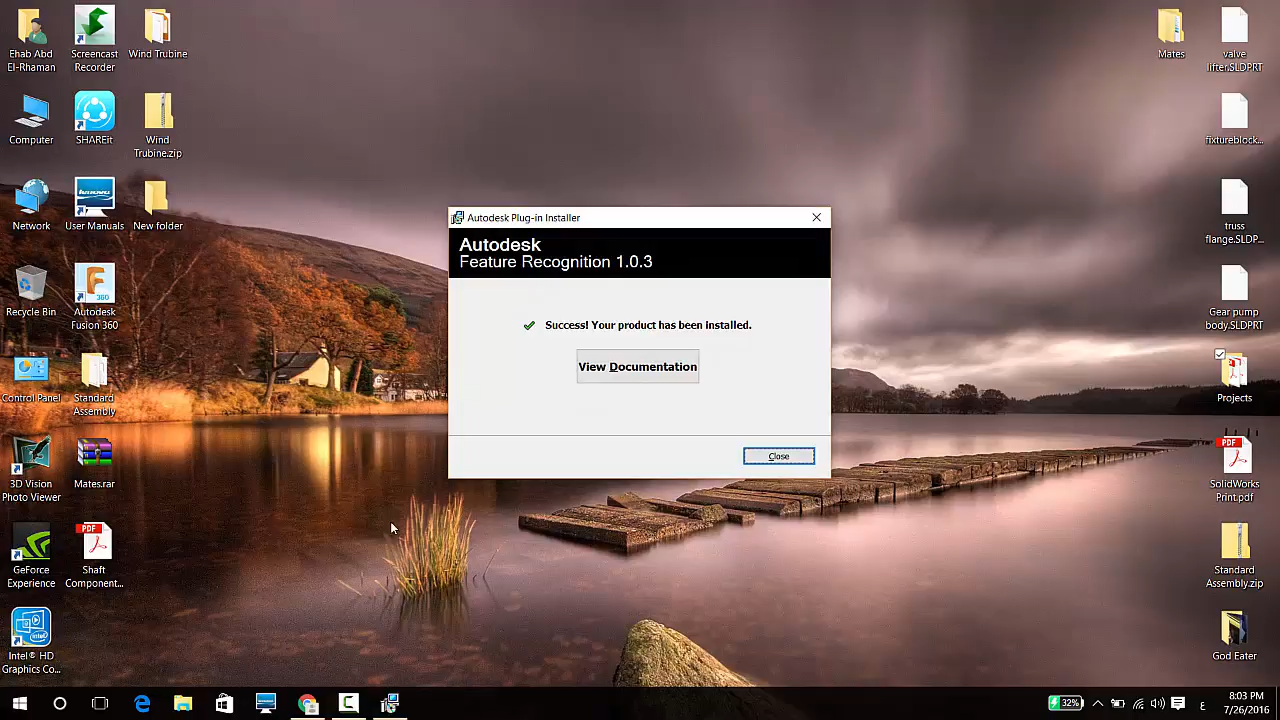 Ehab Abd
El-Rhaman
Screencast
Recorder
Wind Trubine
Computer
SHAREit
Wind
Trubine.zip
Network
User Manuals
New folder
Recycle Bin
Autodesk
Fusion 360
Control Panel
Standard
Assembly
3D Vision
Photo Viewer
Mates.rar
GeForce
Experience
PDF
Shaft
Component...
Intel® HD
Graphics Co...
Autodesk Plug-in Installer
Autodesk
Feature Recognition 1.0.3
Success! Your product has been installed.
View Documentation
Close
Mates
valve
lifter.SLDPRT
fixtureblock...
truss
flange.SLDP...
Gear pump
body.SLDPRT
Projects
PDF
SolidWorks
Print.pdf
Standard
Assembly.zip
God Eater
32%
ع
8:03 PM
7/26/2016